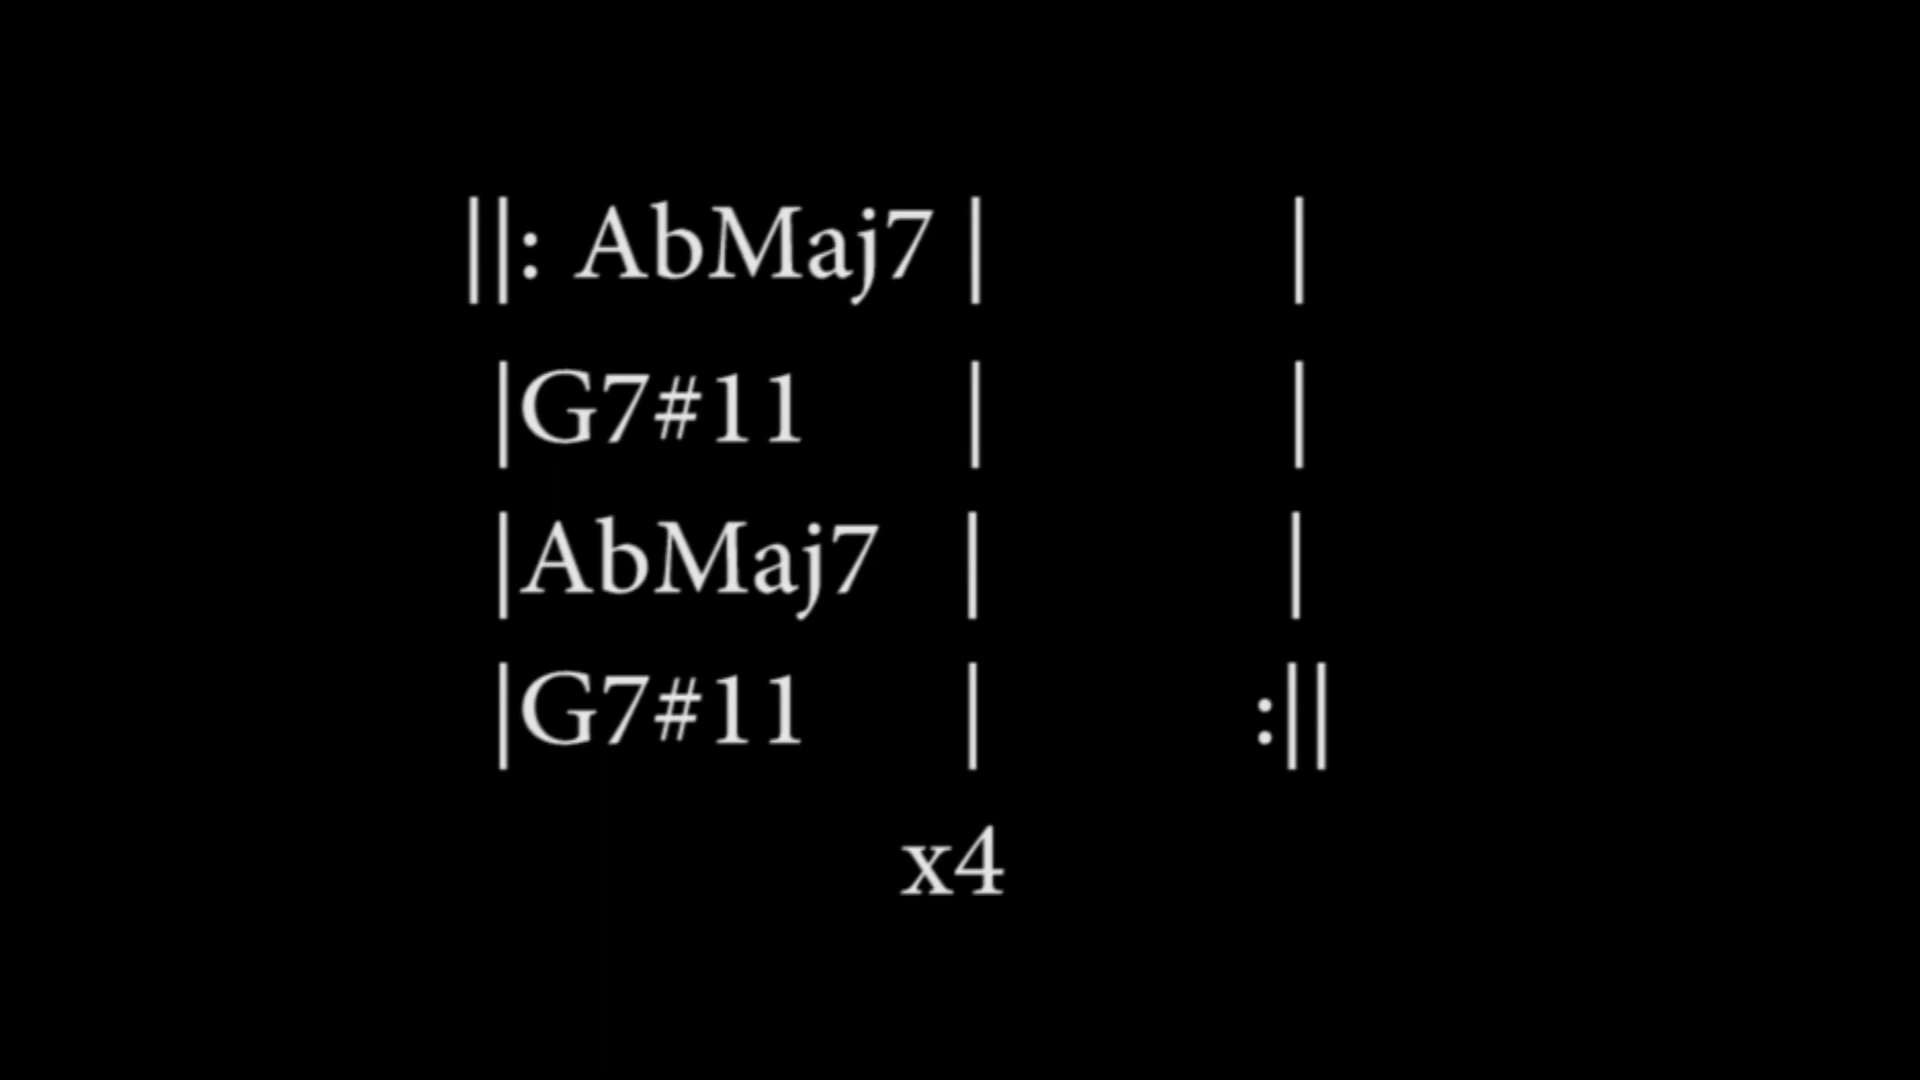 ||: AbMaj7 | |
|G7#11 | |
|AbMaj7 | |
|G7#11 | :||
x4